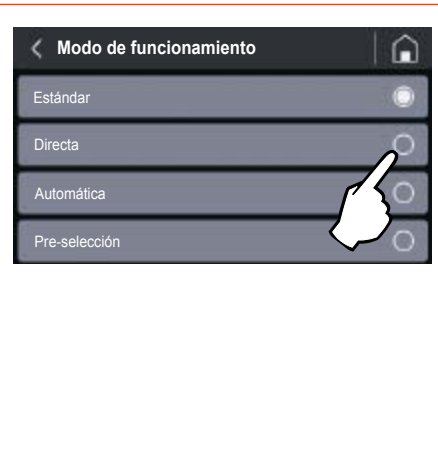 Modo de funcionamiento
Estándar
Directa
Automática
Pre-selección